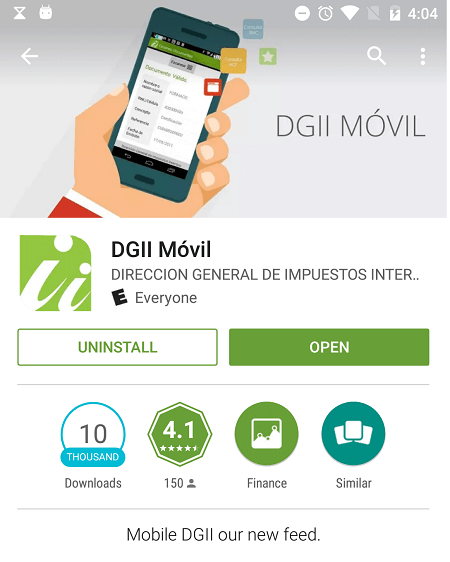 4:04
Escanear
Documento Válido
DGII MÓVIL
DGII Móvil
DIRECCION GENERAL DE IMPUESTOS INTER..
Everyone
UNINSTALL
OPEN
10
THOUSAND
4.1
Downloads
150
Finance
Similar
Mobile DGII our new feed.